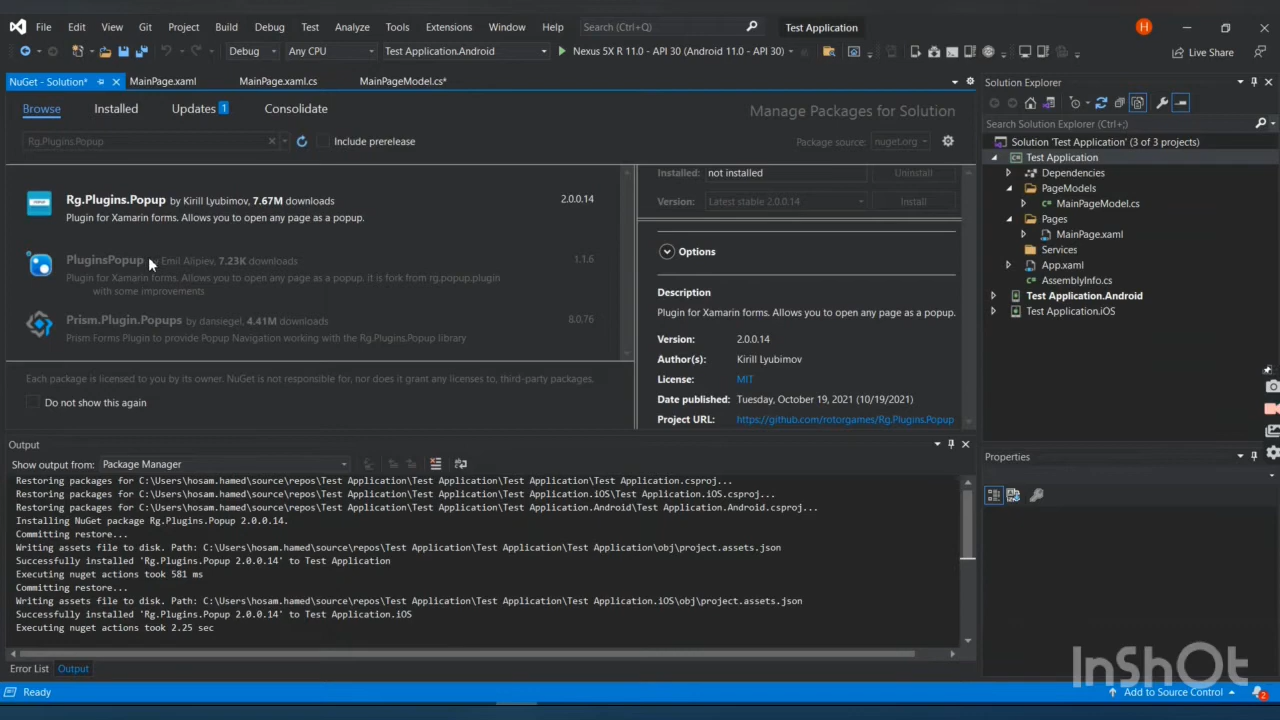 File Edit View Git Project Build Debug Test Analyze Tools Extensions Window Help Search (Ctrl+Q) Test Application H
Debug Any CPU Test Application.Android Nexus 5X R 11.0 - API 30 (Android 11.0 - API 30) Live Share
NuGet - Solution* MainPage.xaml MainPage.xaml.cs MainPageModel.cs*
Browse Installed Updates 1 Consolidate Manage Packages for Solution
Rg.Plugins.Popup Include prerelease Package source: nuget.org
Rg.Plugins.Popup by Kirill Lyubimov, 7.67M downloads 2.0.0.14
Plugin for Xamarin forms. Allows you to open any page as a popup.
PluginsPopup by Emil Alipiev, 7.23K downloads 1.1.6
Plugin for Xamarin forms. Allows you to open any page as a popup. it is fork from rg.popup.plugin
with some improvements
Prism.Plugin.Popups by dansiegel, 4.41M downloads 8.0.76
Prism Forms Plugin to provide Popup Navigation working with the Rg.Plugins.Popup library
Each package is licensed to you by its owner. NuGet is not responsible for, nor does it grant any licenses to, third-party packages.
Do not show this again
Installed: not installed Uninstall
Version: Latest stable 2.0.0.14 Install
Options
Description
Plugin for Xamarin forms. Allows you to open any page as a popup.
Version: 2.0.0.14
Author(s): Kirill Lyubimov
License: MIT
Date published: Tuesday, October 19, 2021 (10/19/2021)
Project URL: https://github.com/rotorgames/Rg.Plugins.Popup
Output
Show output from: Package Manager
Restoring packages for C:\Users\hosam.hamed\source\repos\Test Application\Test Application\Test Application\Test Application.csproj...
Restoring packages for C:\Users\hosam.hamed\source\repos\Test Application\Test Application\Test Application.iOS\Test Application.iOS.csproj...
Restoring packages for C:\Users\hosam.hamed\source\repos\Test Application\Test Application\Test Application.Android\Test Application.Android.csproj...
Installing NuGet package Rg.Plugins.Popup 2.0.0.14.
Committing restore...
Writing assets file to disk. Path: C:\Users\hosam.hamed\source\repos\Test Application\Test Application\Test Application\obj\project.assets.json
Successfully installed 'Rg.Plugins.Popup 2.0.0.14' to Test Application
Executing nuget actions took 581 ms
Committing restore...
Writing assets file to disk. Path: C:\Users\hosam.hamed\source\repos\Test Application\Test Application\Test Application.iOS\obj\project.assets.json
Successfully installed 'Rg.Plugins.Popup 2.0.0.14' to Test Application.iOS
Executing nuget actions took 2.25 sec
Error List Output
Solution Explorer
Search Solution Explorer (Ctrl+;)
Solution 'Test Application' (3 of 3 projects)
Test Application
Dependencies
PageModels
MainPageModel.cs
Pages
MainPage.xaml
Services
App.xaml
AssemblyInfo.cs
Test Application.Android
Test Application.iOS
Properties
InShOt
Ready Add to Source Control 2